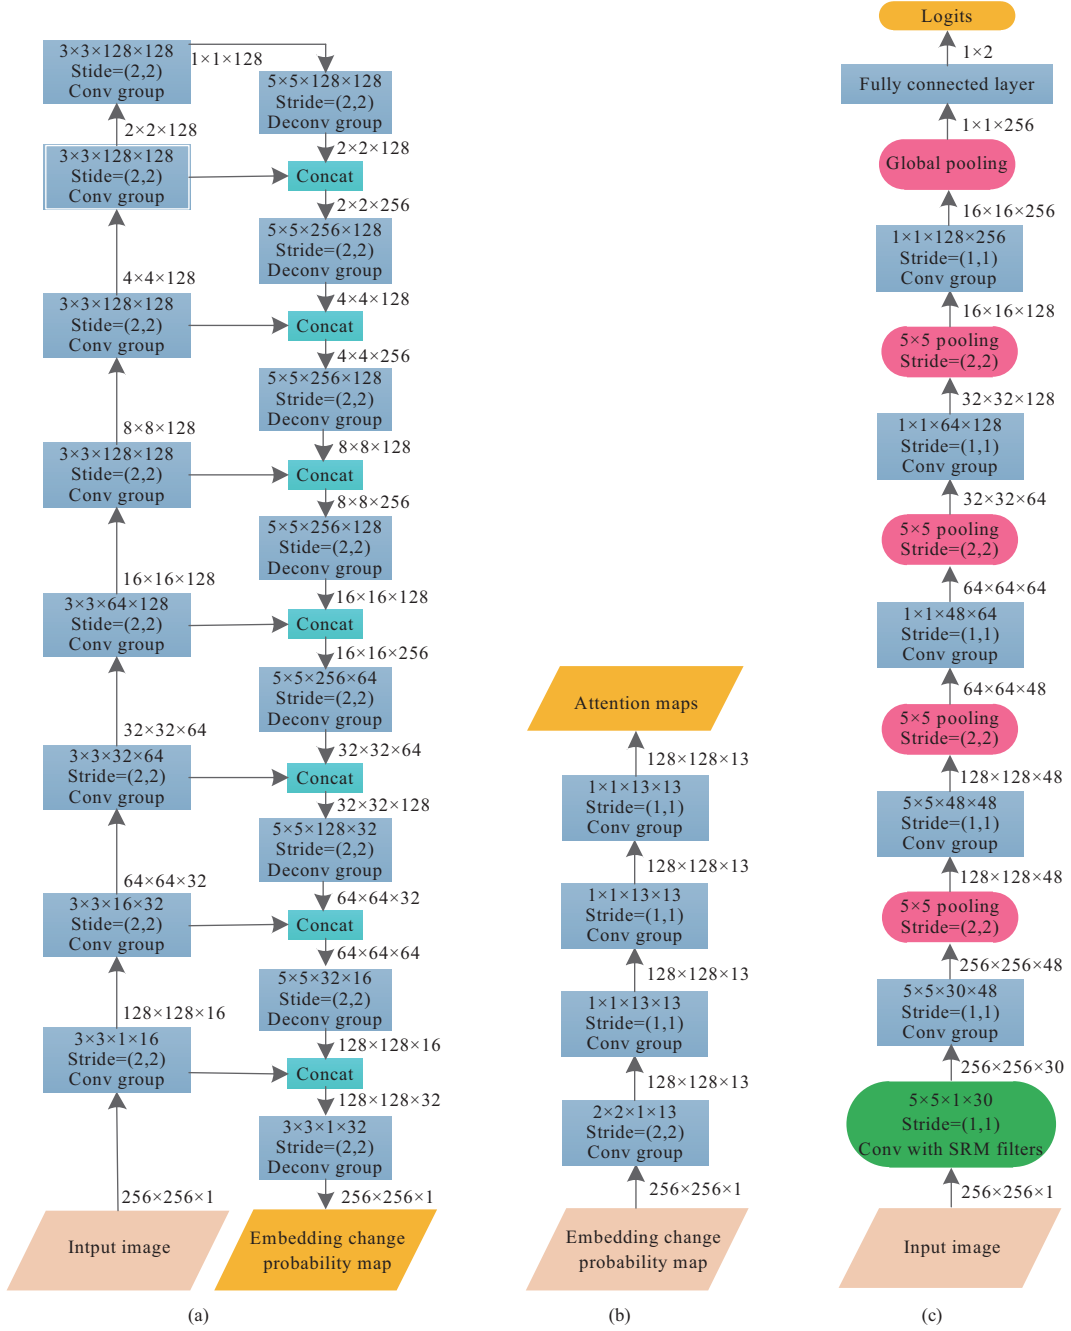 3×3×128×128
Stide=(2,2)
Conv group
1×1×128
2×2×128
3×3×128×128
Stide=(2,2)
Conv group
4×4×128
3×3×128×128
Stide=(2,2)
Conv group
8×8×128
3×3×128×128
Stide=(2,2)
Conv group
16×16×128
3×3×64×128
Stide=(2,2)
Conv group
32×32×64
3×3×32×64
Stride=(2,2)
Conv group
64×64×32
3×3×16×32
Stide=(2,2)
Conv group
128×128×16
3×3×1×16
Stride=(2,2)
Conv group
256×256×1
Intput image
5×5×128×128
Stride=(2,2)
Deconv group
2×2×128
Concat
2×2×256
5×5×256×128
Stride=(2,2)
Deconv group
4×4×128
Concat
4×4×256
5×5×256×128
Stride=(2,2)
Deconv group
8×8×128
Concat
8×8×256
5×5×256×128
Stide=(2,2)
Deconv group
16×16×128
Concat
16×16×256
5×5×256×64
Stride=(2,2)
Deconv group
32×32×64
Concat
32×32×128
5×5×128×32
Stride=(2,2)
Deconv group
64×64×32
Concat
64×64×64
5×5×32×16
Stide=(2,2)
Deconv group
128×128×16
Concat
128×128×32
3×3×1×32
Stride=(2,2)
Deconv group
256×256×1
Embedding change
probability map
(a)
Attention maps
128×128×13
1×1×13×13
Stride=(1,1)
Conv group
128×128×13
1×1×13×13
Stride=(1,1)
Conv group
128×128×13
1×1×13×13
Stride=(1,1)
Conv group
128×128×13
2×2×1×13
Stride=(2,2)
Conv group
256×256×1
Embedding change
probability map
(b)
Logits
1×2
Fully connected layer
1×1×256
Global pooling
16×16×256
1×1×128×256
Stride=(1,1)
Conv group
16×16×128
5×5 pooling
Stride=(2,2)
32×32×128
1×1×64×128
Stride=(1,1)
Conv group
32×32×64
5×5 pooling
Stride=(2,2)
64×64×64
1×1×48×64
Stride=(1,1)
Conv group
64×64×48
5×5 pooling
Stride=(2,2)
128×128×48
5×5×48×48
Stride=(1,1)
Conv group
128×128×48
5×5 pooling
Stride=(2,2)
256×256×48
5×5×30×48
Stride=(1,1)
Conv group
256×256×30
5×5×1×30
Stride=(1,1)
Conv with SRM filters
256×256×1
Input image
(c)